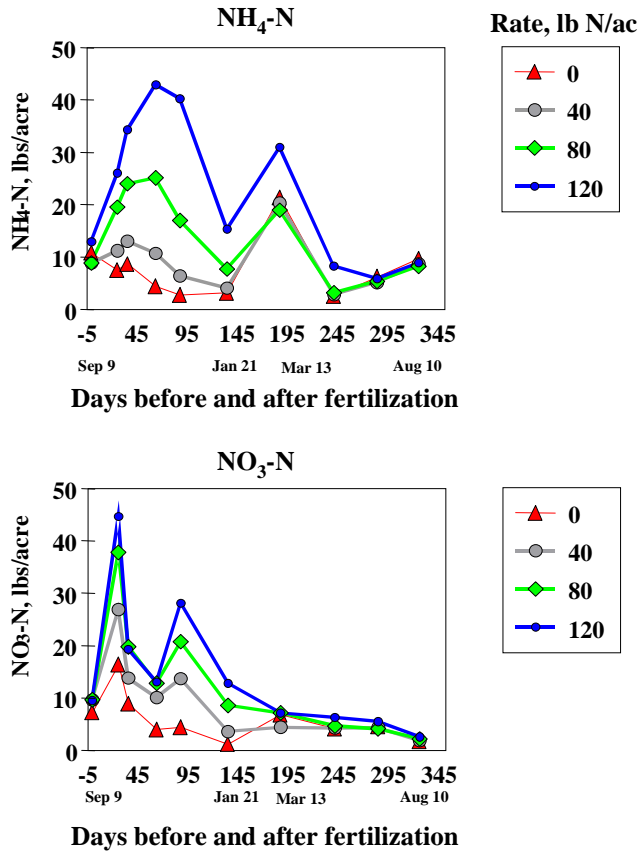 NH4-N
Rate, lb N/ac
50
40
30
20
10
0
NH4-N, lbs/acre
0
40
80
120
-5 45 95 145 195 245 295 345
Sep 9 Jan 21 Mar 13 Aug 10
Days before and after fertilization
NO3-N
50
40
30
20
10
0
NO3-N, lbs/acre
0
40
80
120
-5 45 95 145 195 245 295 345
Sep 9 Jan 21 Mar 13 Aug 10
Days before and after fertilization